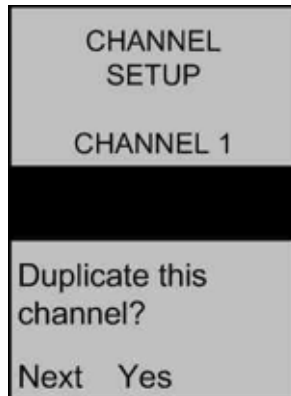 CHANNEL
SETUP
CHANNEL 1
Duplicate this
channel?
Next Yes